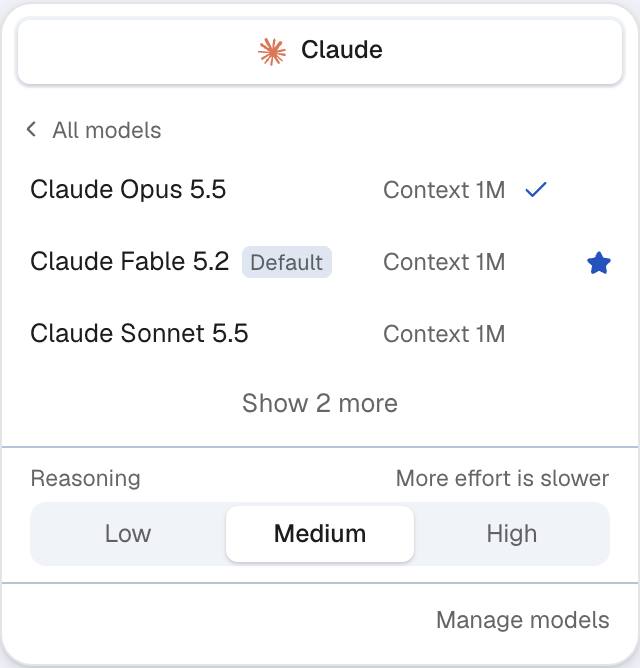 Claude
All models
Claude Opus 5.5 Context 1M
Claude Fable 5.2 Default Context 1M
Claude Sonnet 5.5 Context 1M
Show 2 more
Reasoning More effort is slower
Low Medium High
Manage models